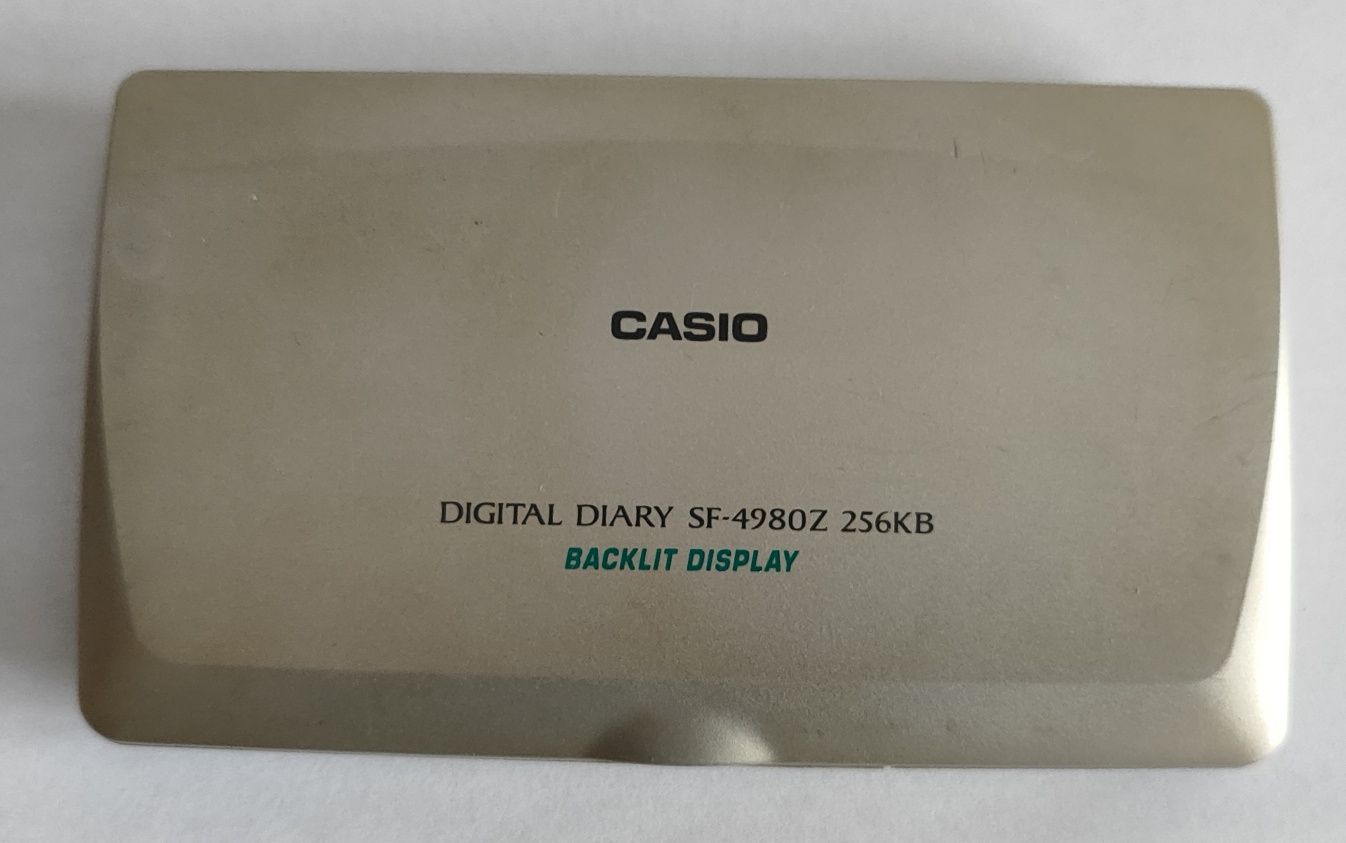 CASIO
DIGITAL DIARY SF-4980Z 256KB
BACKLIT DISPLAY